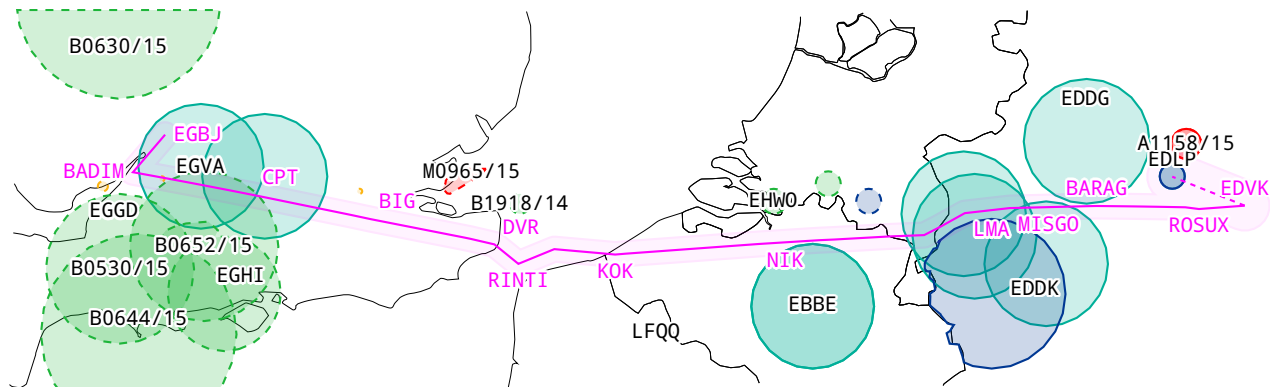 B0630/15
EGBJ
EDDG
A1158/15
EDLP
BADIM
EGVA
CPT
M0965/15
BIG
B1918/14
EHWO
BARAG
EDVK
EGGD
DVR
LMA
MISGO
ROSUX
B0652/15
B0530/15
EGHI
RINTI
KOK
NIK
EDDK
EBBE
B0644/15
LFQQ